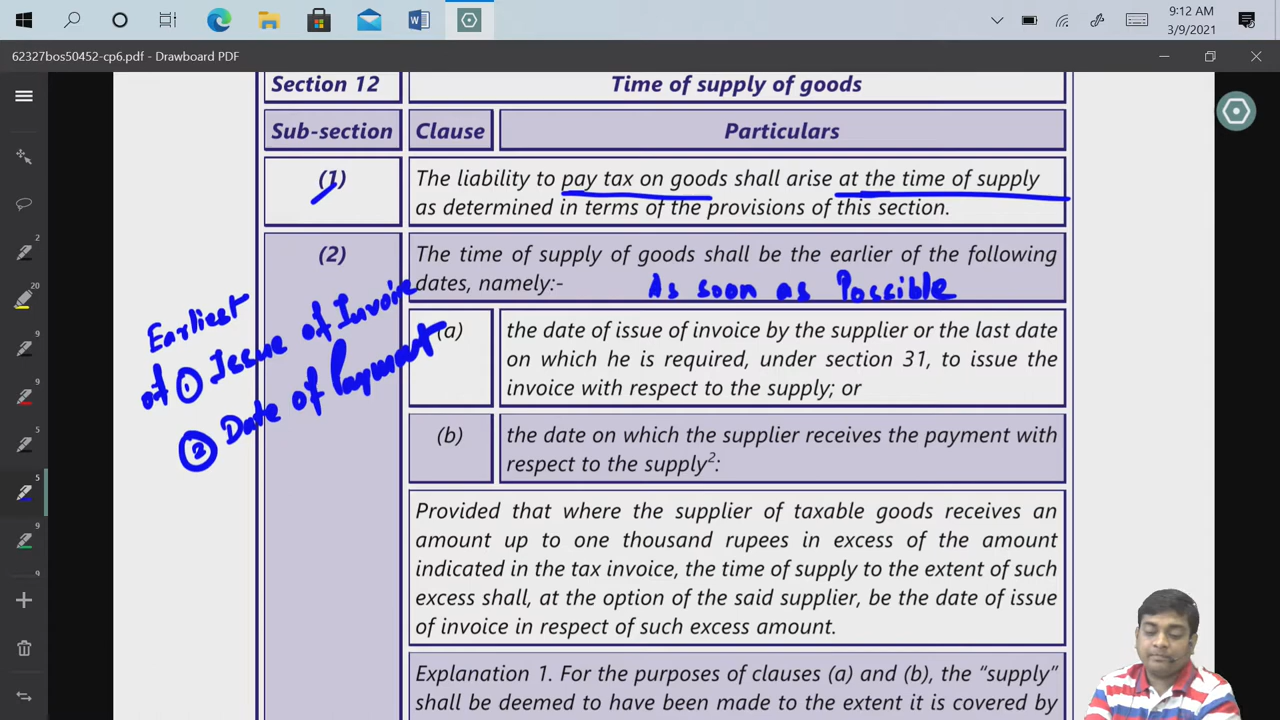 9:12 AM
3/9/2021
62327bos50452-cp6.pdf - Drawboard PDF
Section 12
Time of supply of goods
Sub-section
Clause
Particulars
(1)
The liability to pay tax on goods shall arise at the time of supply
as determined in terms of the provisions of this section.
(2)
The time of supply of goods shall be the earlier of the following
dates, namely:-
As soon as Possible
Earliest
of ① Issue of Invoire
② Date of Payment
(a)
the date of issue of invoice by the supplier or the last date
on which he is required, under section 31, to issue the
invoice with respect to the supply; or
(b)
the date on which the supplier receives the payment with
respect to the supply2:
Provided that where the supplier of taxable goods receives an
amount up to one thousand rupees in excess of the amount
indicated in the tax invoice, the time of supply to the extent of such
excess shall, at the option of the said supplier, be the date of issue
of invoice in respect of such excess amount.
Explanation 1. For the purposes of clauses (a) and (b), the “supply”
shall be deemed to have been made to the extent it is covered by
2
20
9
9
5
5
9
9